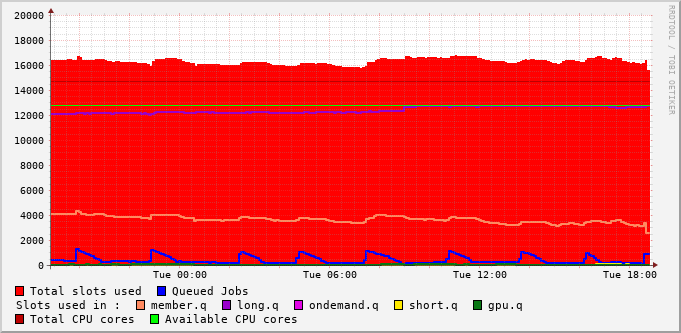 20000
18000
16000
14000
12000
10000
8000
6000
4000
2000
0
Tue 00:00 Tue 06:00 Tue 12:00 Tue 18:00
RRDTOOL / TOBI OETIKER
Total slots used Queued Jobs
Slots used in : member.q long.q ondemand.q short.q gpu.q
Total CPU cores Available CPU cores